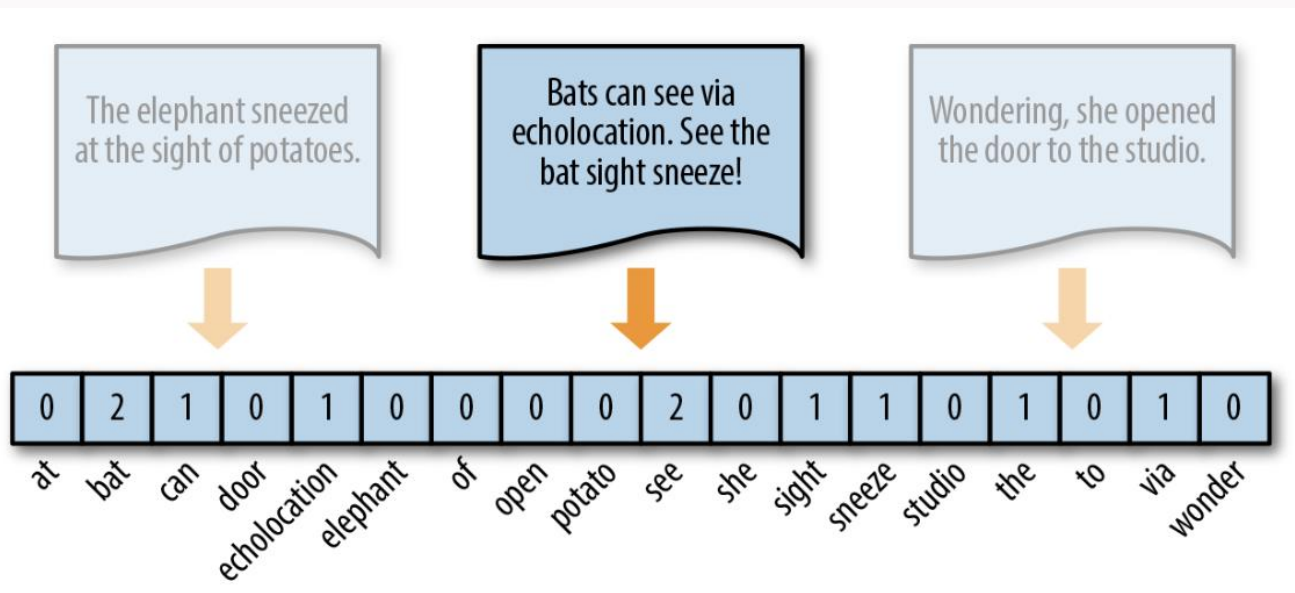 The elephant sneezed
at the sight of potatoes.
Bats can see via
echolocation. See the
bat sight sneeze!
Wondering, she opened
the door to the studio.
0 2 1 0 1 0 0 0 0 2 0 1 1 0 1 0 1 0
at bat can door echolocation elephant of open potato see she sight sneeze studio the to via wonder